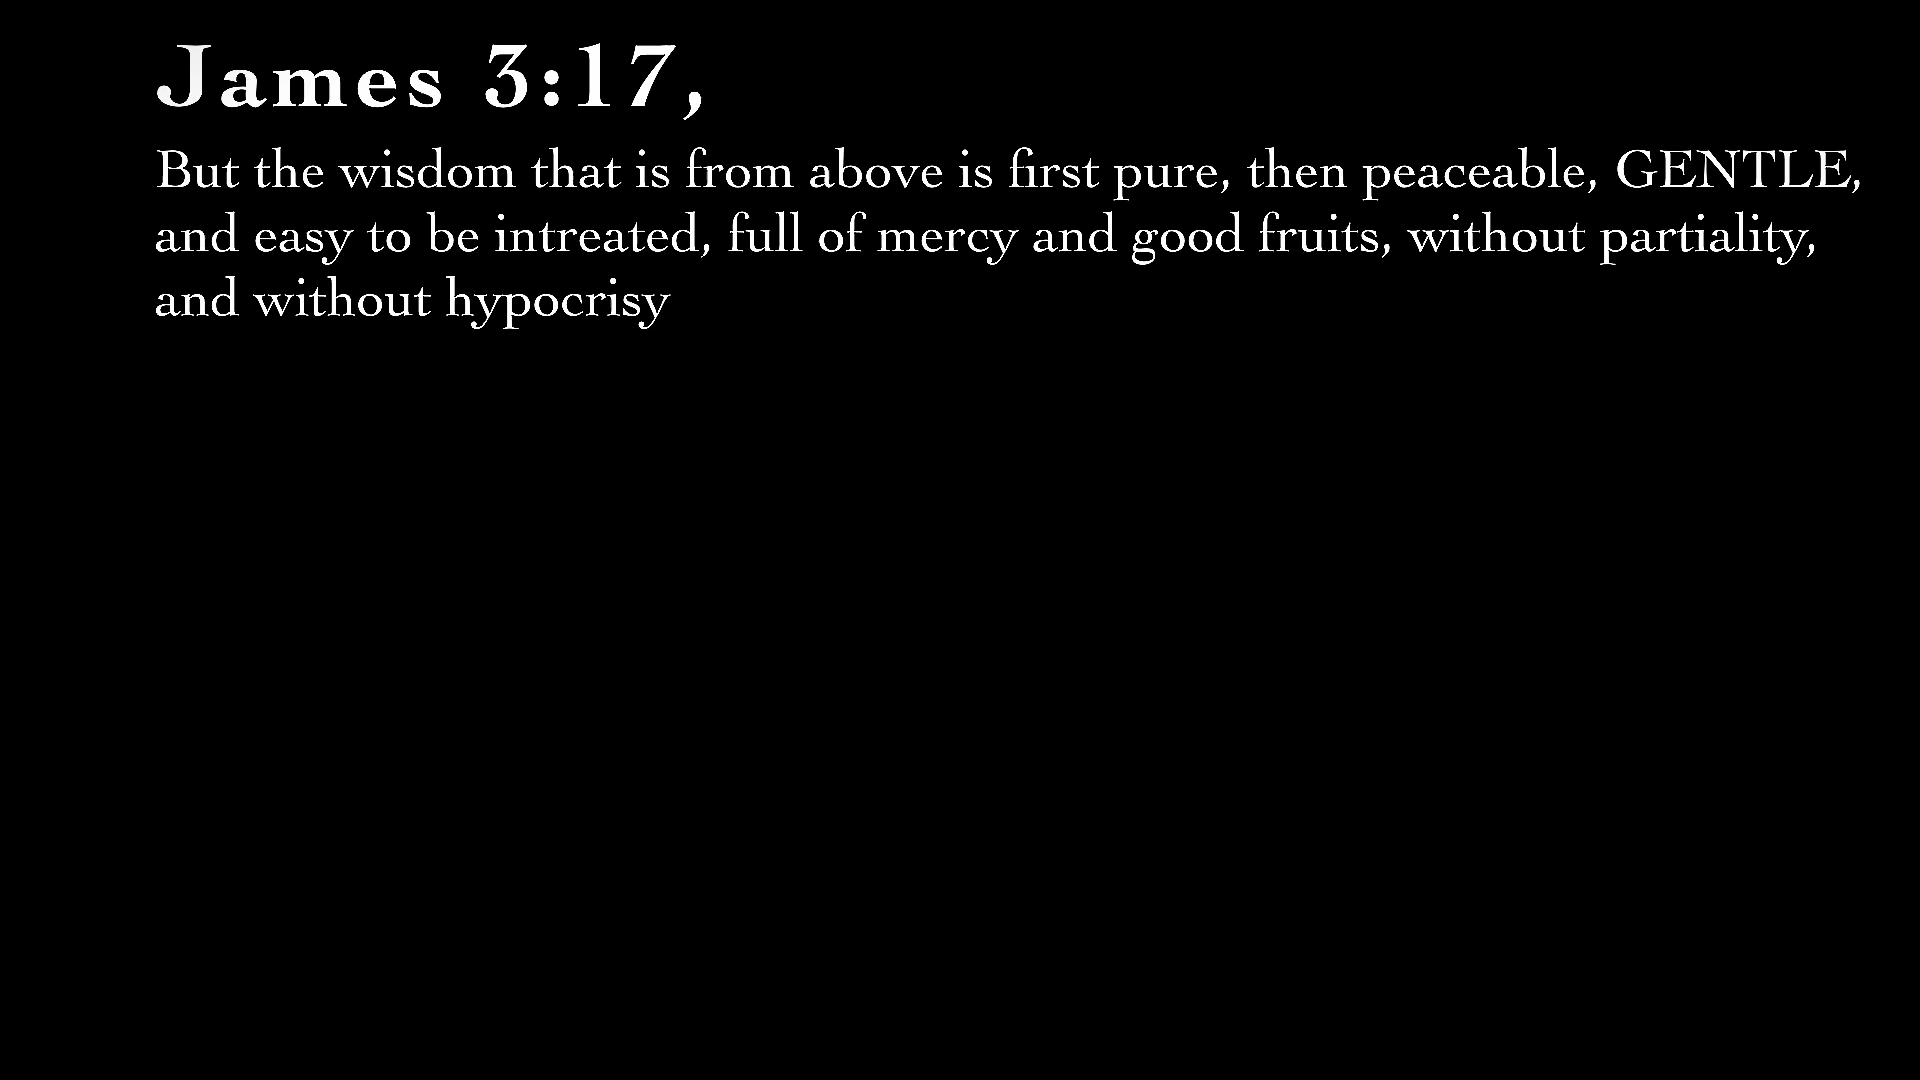 James 3:17,
But the wisdom that is from above is first pure, then peaceable, GENTLE,
and easy to be intreated, full of mercy and good fruits, without partiality,
and without hypocrisy